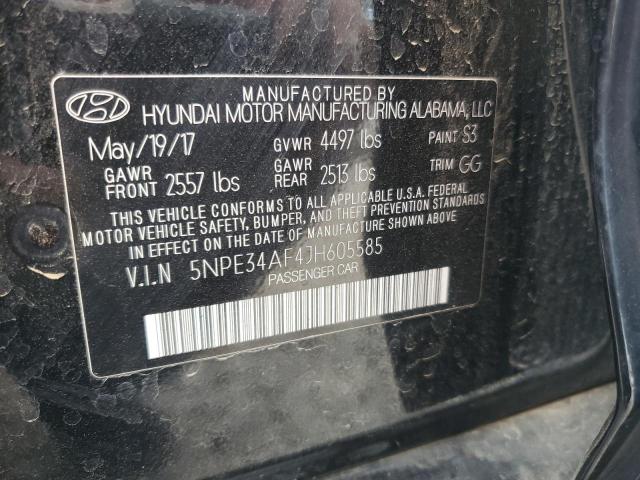 MANUFACTURED BY
HYUNDAI MOTOR MANUFACTURING ALABAMA, LLC
May/19/17 GVWR 4497 lbs PAINT S3
GAWR FRONT 2557 lbs GAWR REAR 2513 lbs TRIM GG
THIS VEHICLE CONFORMS TO ALL APPLICABLE U.S.A. FEDERAL
MOTOR VEHICLE SAFETY, BUMPER, AND THEFT PREVENTION STANDARDS
IN EFFECT ON THE DATE OF MANUFACTURE SHOWN ABOVE
V.I.N 5NPE34AF4JH605585
PASSENGER CAR